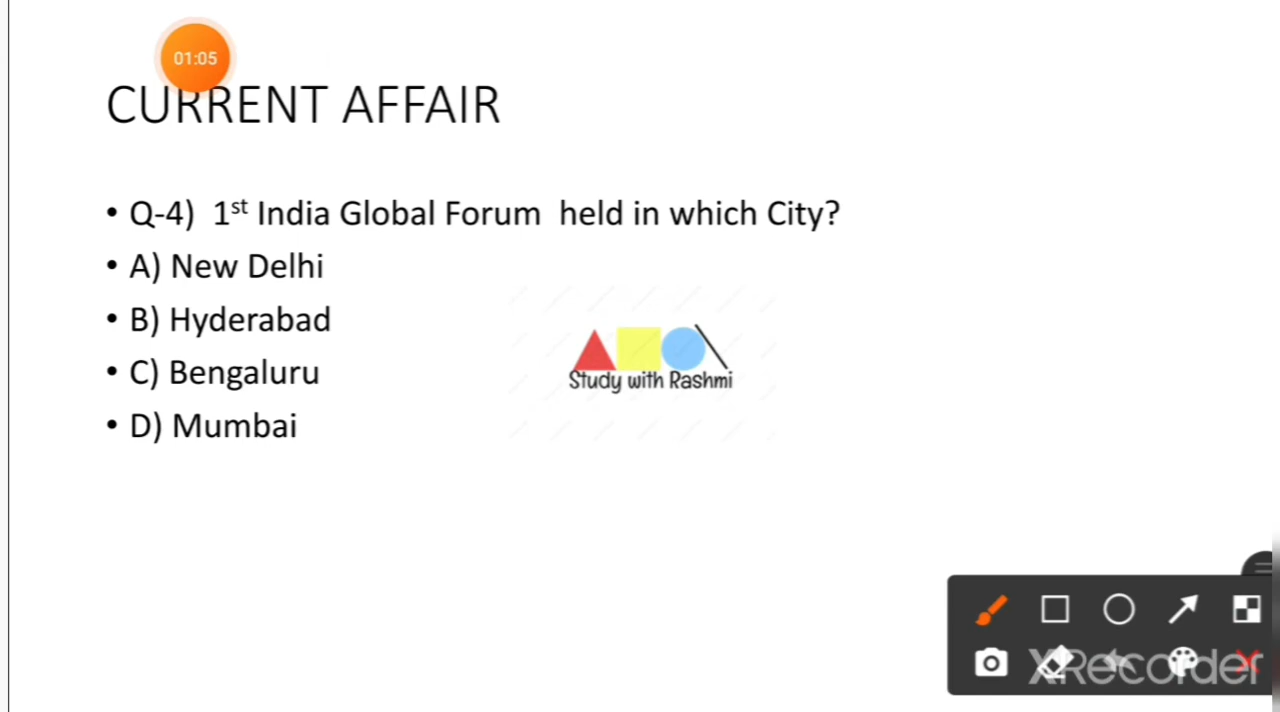 01:05
CURRENT AFFAIR
• Q-4) 1st India Global Forum held in which City?
• A) New Delhi
• B) Hyderabad
• C) Bengaluru
• D) Mumbai
Study with Rashmi
XRecorder